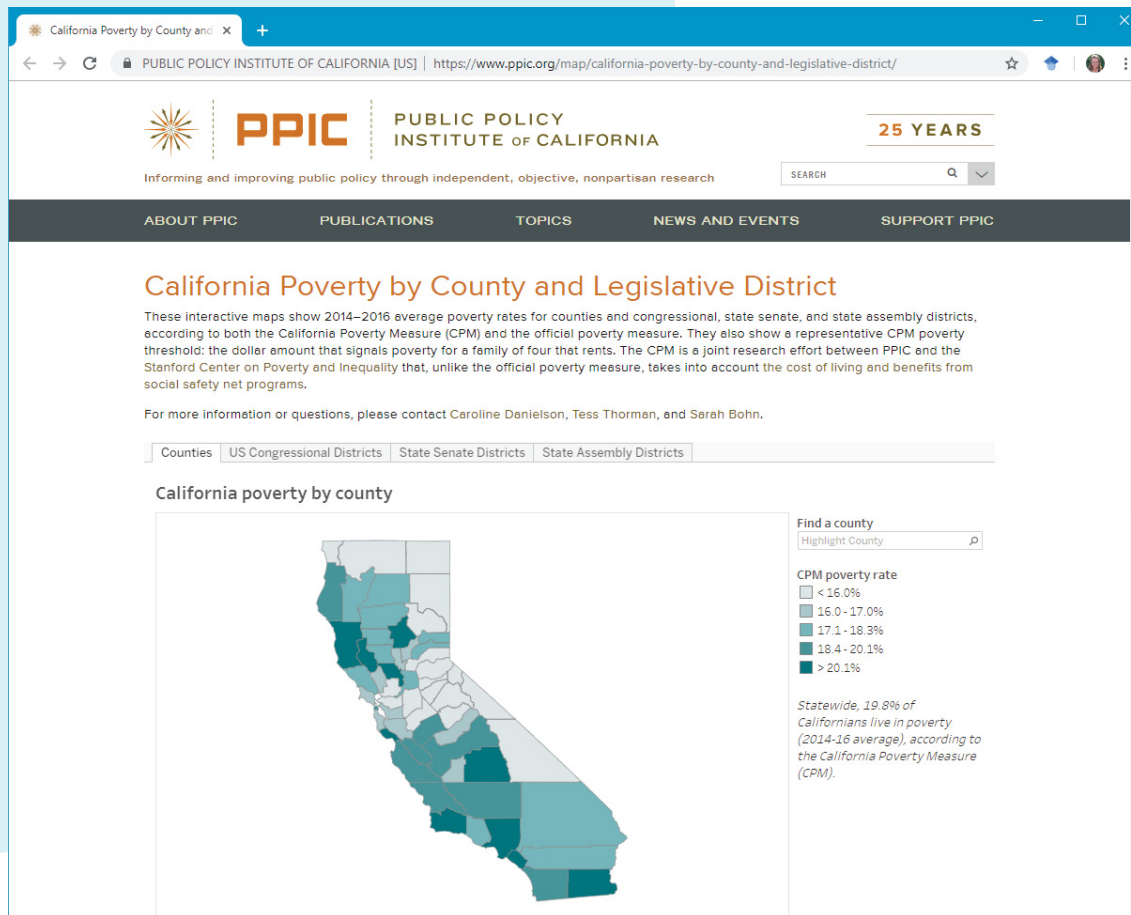 California Poverty by County and
PUBLIC POLICY INSTITUTE OF CALIFORNIA [US] | https://www.ppic.org/map/california-poverty-by-county-and-legislative-district/
PPIC
PUBLIC POLICY
INSTITUTE OF CALIFORNIA
25 YEARS
Informing and improving public policy through independent, objective, nonpartisan research
SEARCH
ABOUT PPIC PUBLICATIONS TOPICS NEWS AND EVENTS SUPPORT PPIC
California Poverty by County and Legislative District
These interactive maps show 2014–2016 average poverty rates for counties and congressional, state senate, and state assembly districts,
according to both the California Poverty Measure (CPM) and the official poverty measure. They also show a representative CPM poverty
threshold: the dollar amount that signals poverty for a family of four that rents. The CPM is a joint research effort between PPIC and the
Stanford Center on Poverty and Inequality that, unlike the official poverty measure, takes into account the cost of living and benefits from
social safety net programs.
For more information or questions, please contact Caroline Danielson, Tess Thorman, and Sarah Bohn.
Counties US Congressional Districts State Senate Districts State Assembly Districts
California poverty by county
Find a county
Highlight County
CPM poverty rate
< 16.0%
16.0 - 17.0%
17.1 - 18.3%
18.4 - 20.1%
> 20.1%
Statewide, 19.8% of
Californians live in poverty
(2014-16 average), according to
the California Poverty Measure
(CPM).